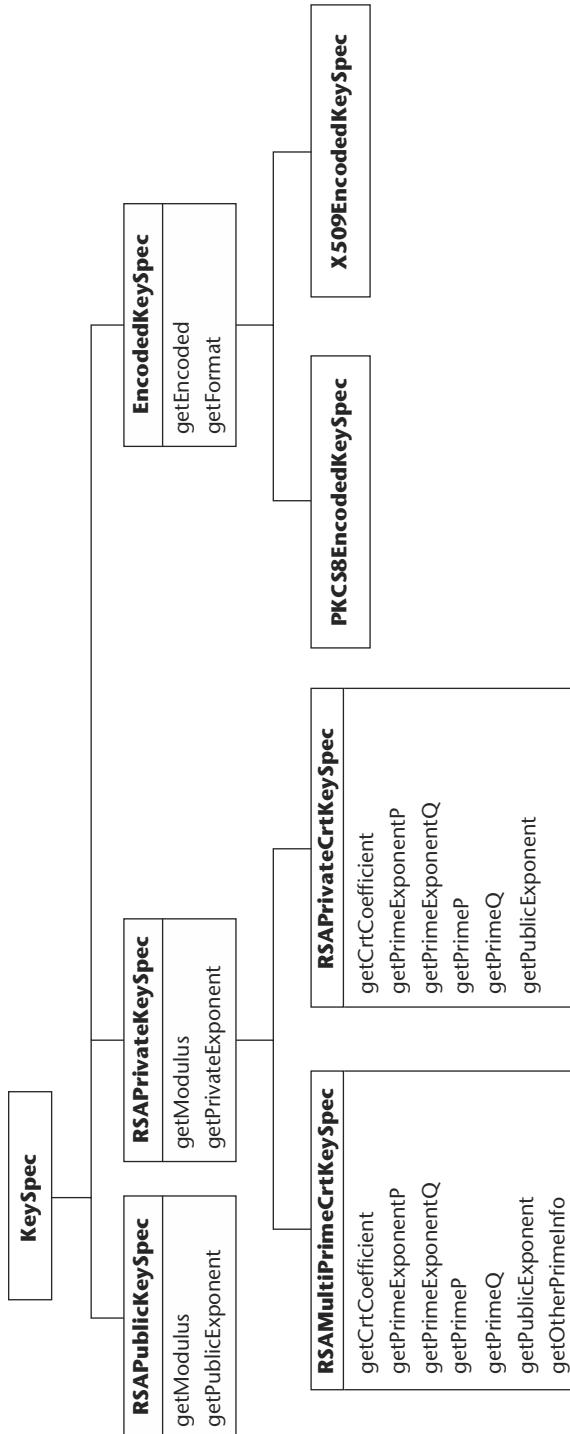 KeySpec
RSAPublicKeySpec
getModulus
getPublicExponent
RSAPrivateKeySpec
getModulus
getPrivateExponent
EncodedKeySpec
getEncoded
getFormat
RSAMultiPrimeCrtKeySpec
getCrtCoefficient
getPrimeExponentP
getPrimeExponentQ
getPrimeP
getPrimeQ
getPublicExponent
getOtherPrimeInfo
RSAPrivateCrtKeySpec
getCrtCoefficient
getPrimeExponentP
getPrimeExponentQ
getPrimeP
getPrimeQ
getPublicExponent
PKCS8EncodedKeySpec
X509EncodedKeySpec